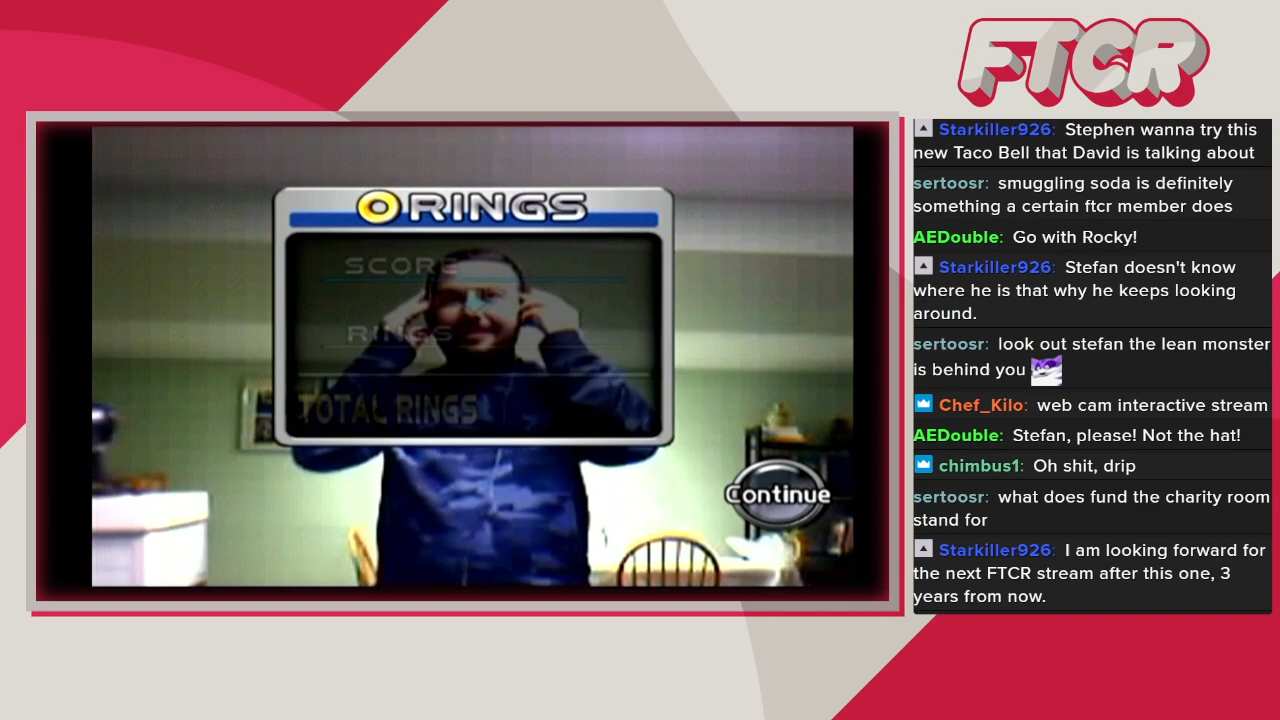 FTCR
RINGS
SCORE
RINGS
TOTAL RINGS
Continue
Starkiller926: Stephen wanna try this
new Taco Bell that David is talking about
sertoosr: smuggling soda is definitely
something a certain ftcr member does
AEDouble: Go with Rocky!
Starkiller926: Stefan doesn't know
where he is that why he keeps looking
around.
sertoosr: look out stefan the lean monster
is behind you
Chef_Kilo: web cam interactive stream
AEDouble: Stefan, please! Not the hat!
chimbus1: Oh shit, drip
sertoosr: what does fund the charity room
stand for
Starkiller926: I am looking forward for
the next FTCR stream after this one, 3
years from now.